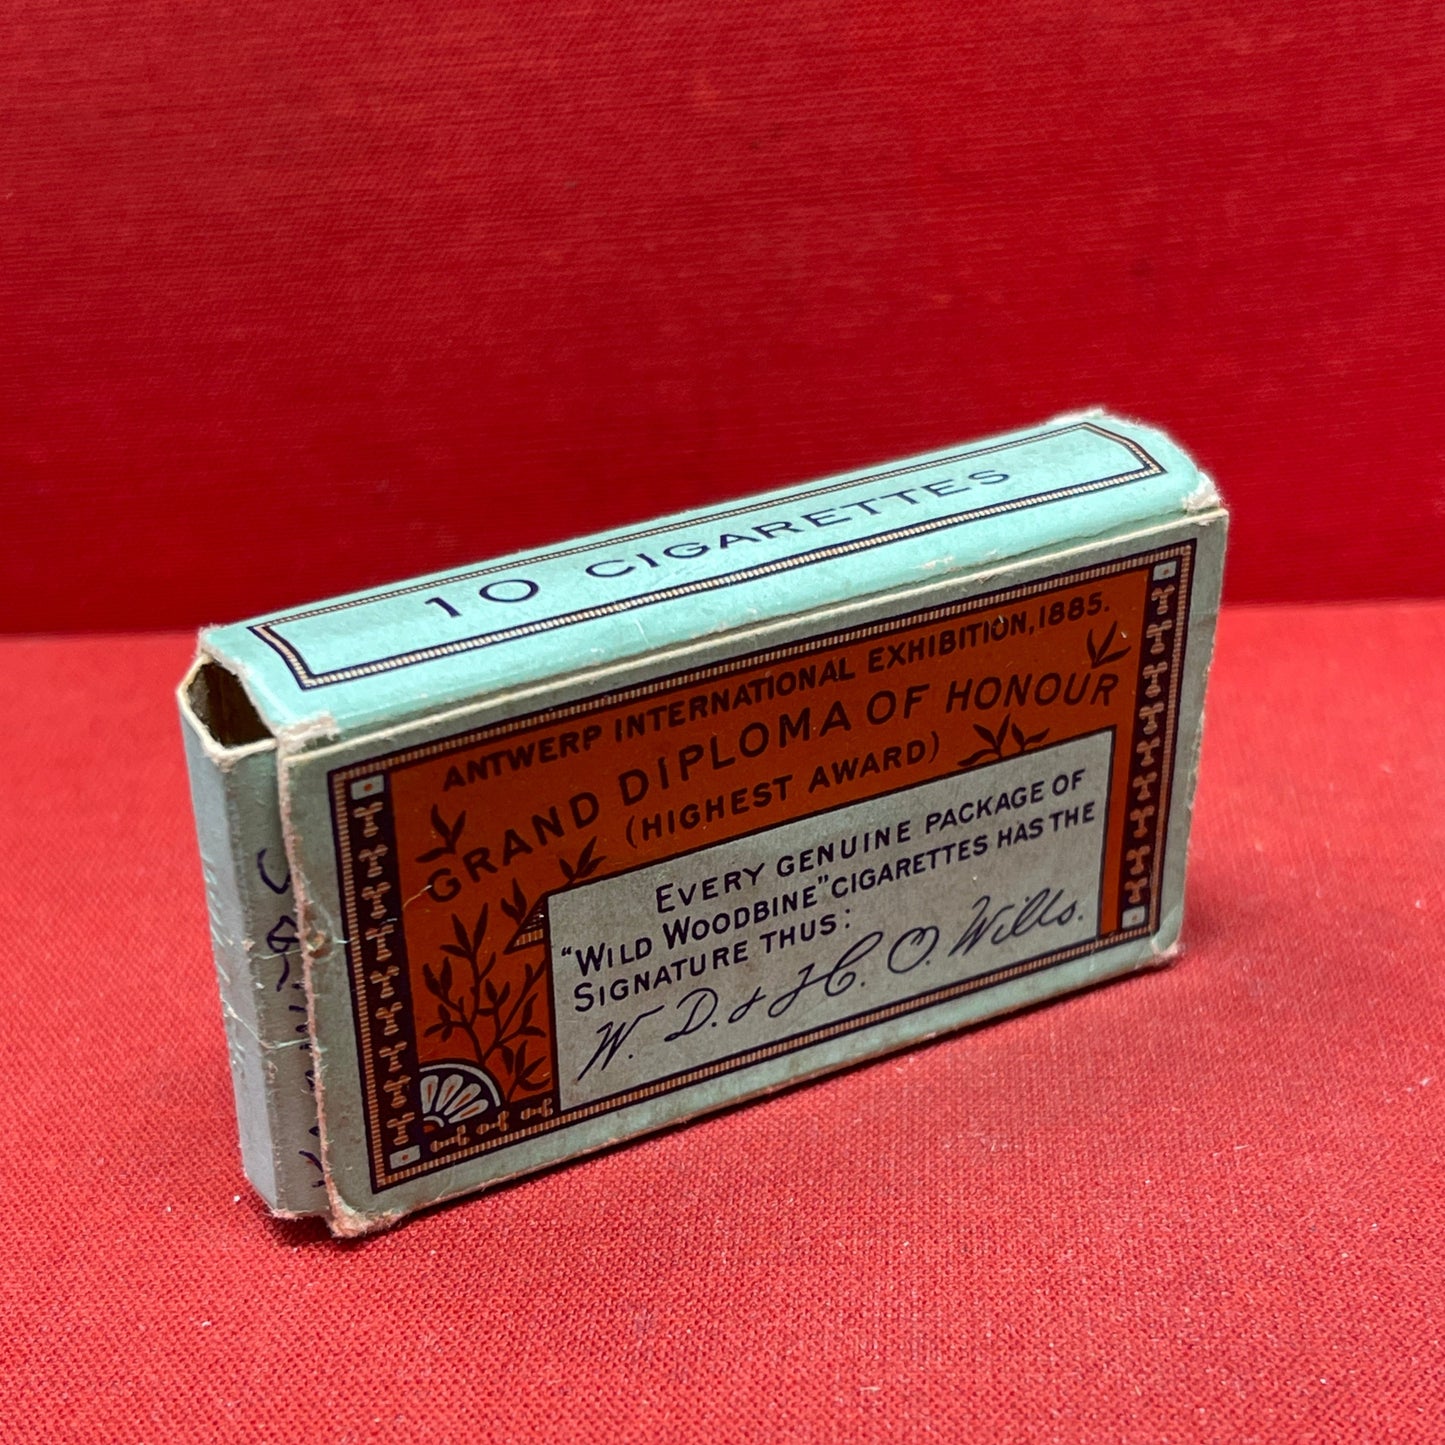 10 CIGARETTES
ANTWERP INTERNATIONAL EXHIBITION, 1885.
GRAND DIPLOMA OF HONOUR
(HIGHEST AWARD)
EVERY GENUINE PACKAGE OF
"WILD WOODBINE" CIGARETTES HAS THE
SIGNATURE THUS:
W. D. & H. O. Wills.